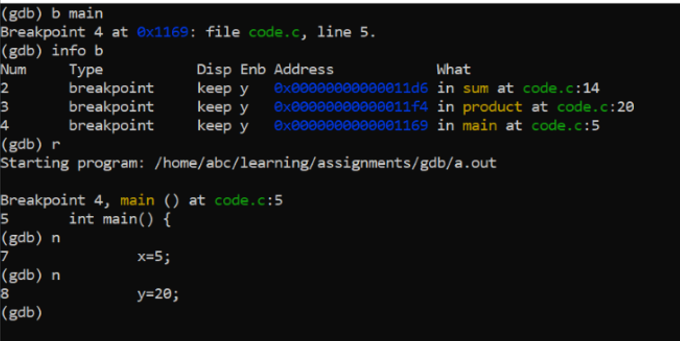 (gdb) b main
Breakpoint 4 at 0x1169: file code.c, line 5.
(gdb) info b
Num     Type           Disp Enb Address            What
2       breakpoint     keep y   0x00000000000011d6 in sum at code.c:14
3       breakpoint     keep y   0x00000000000011f4 in product at code.c:20
4       breakpoint     keep y   0x0000000000001169 in main at code.c:5
(gdb) r
Starting program: /home/abc/learning/assignments/gdb/a.out
Breakpoint 4, main () at code.c:5
5       int main() {
(gdb) n
7               x=5;
(gdb) n
8               y=20;
(gdb)